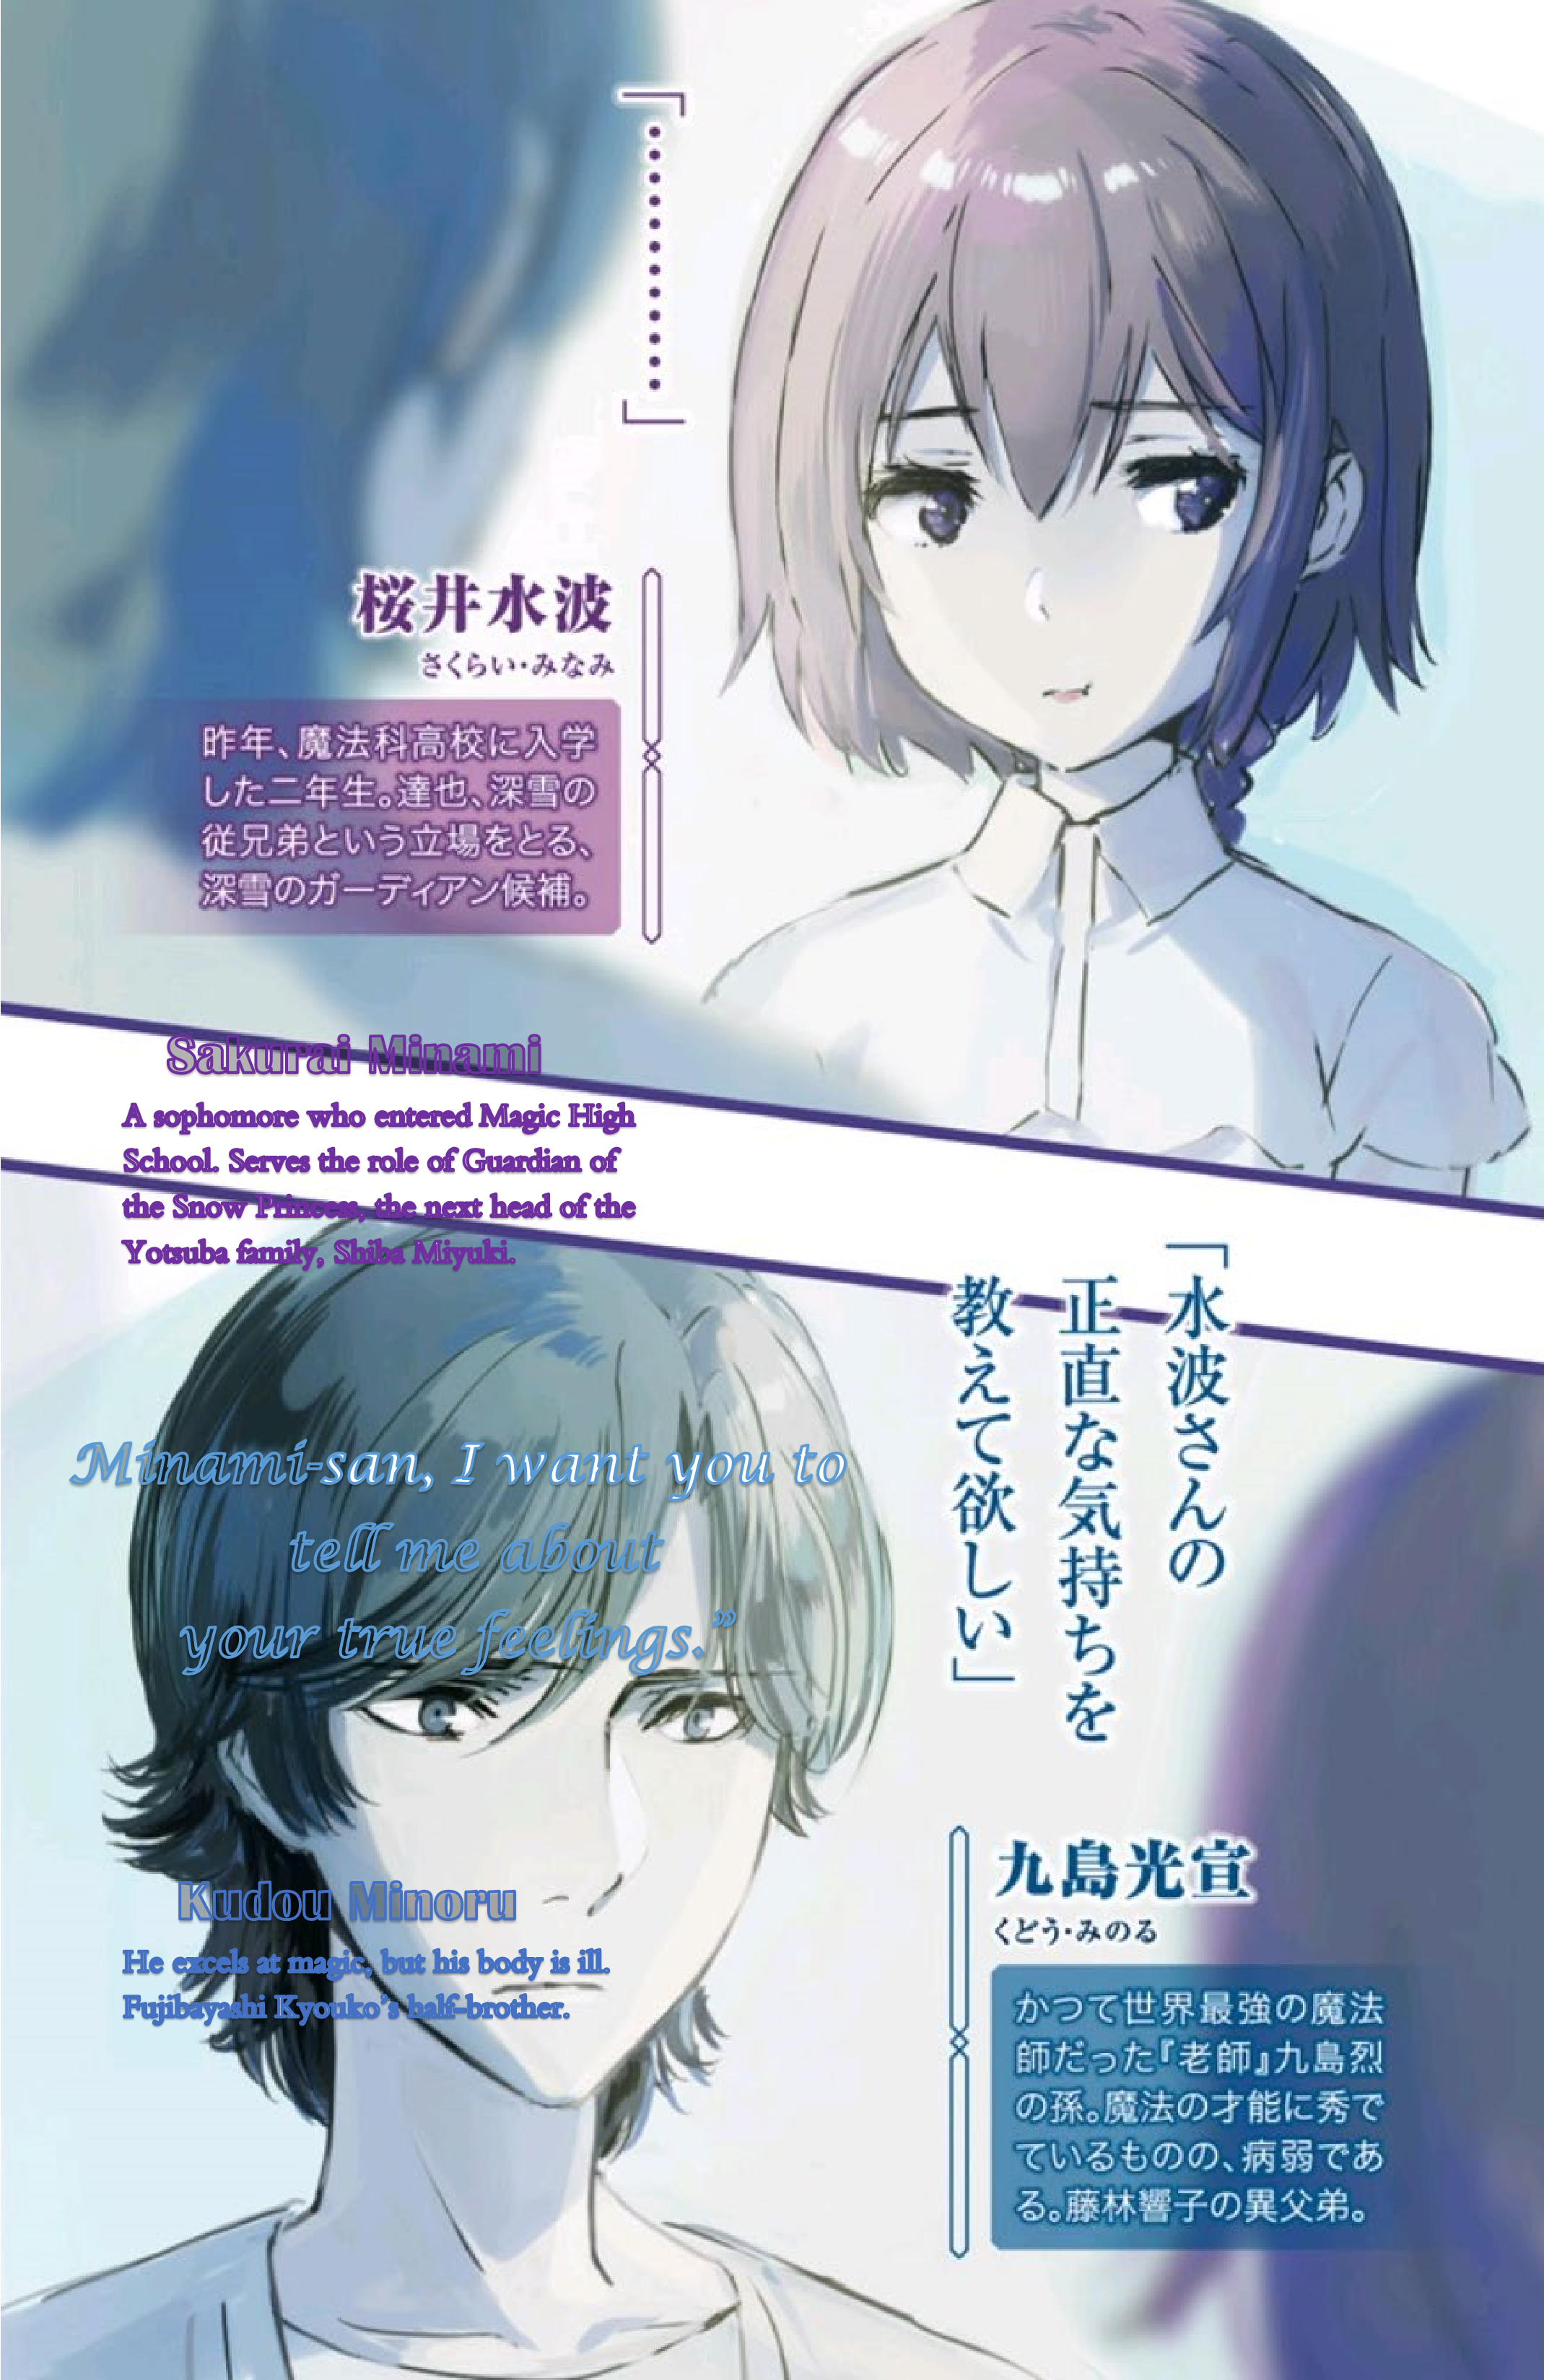 「…………」
桜井水波
さくらい・みなみ
昨年、魔法科高校に入学
した二年生。達也、深雪の
従兄弟という立場をとる、
深雪のガーディアン候補。
Sakurai Minami
A sophomore who entered Magic High
School. Serves the role of Guardian of
the Snow Princess, the next head of the
Yotsuba family, Shiba Miyuki.
「水波さんの
正直な気持ちを
教えて欲しい」
Minami-san, I want you to
tell me about
your true feelings.”
九島光宣
くどう・みのる
かつて世界最強の魔法
師だった『老師』九島烈
の孫。魔法の才能に秀で
ているものの、病弱であ
る。藤林響子の異父弟。
Kudou Minoru
He excels at magic, but his body is ill.
Fujibayashi Kyouko’s half-brother.